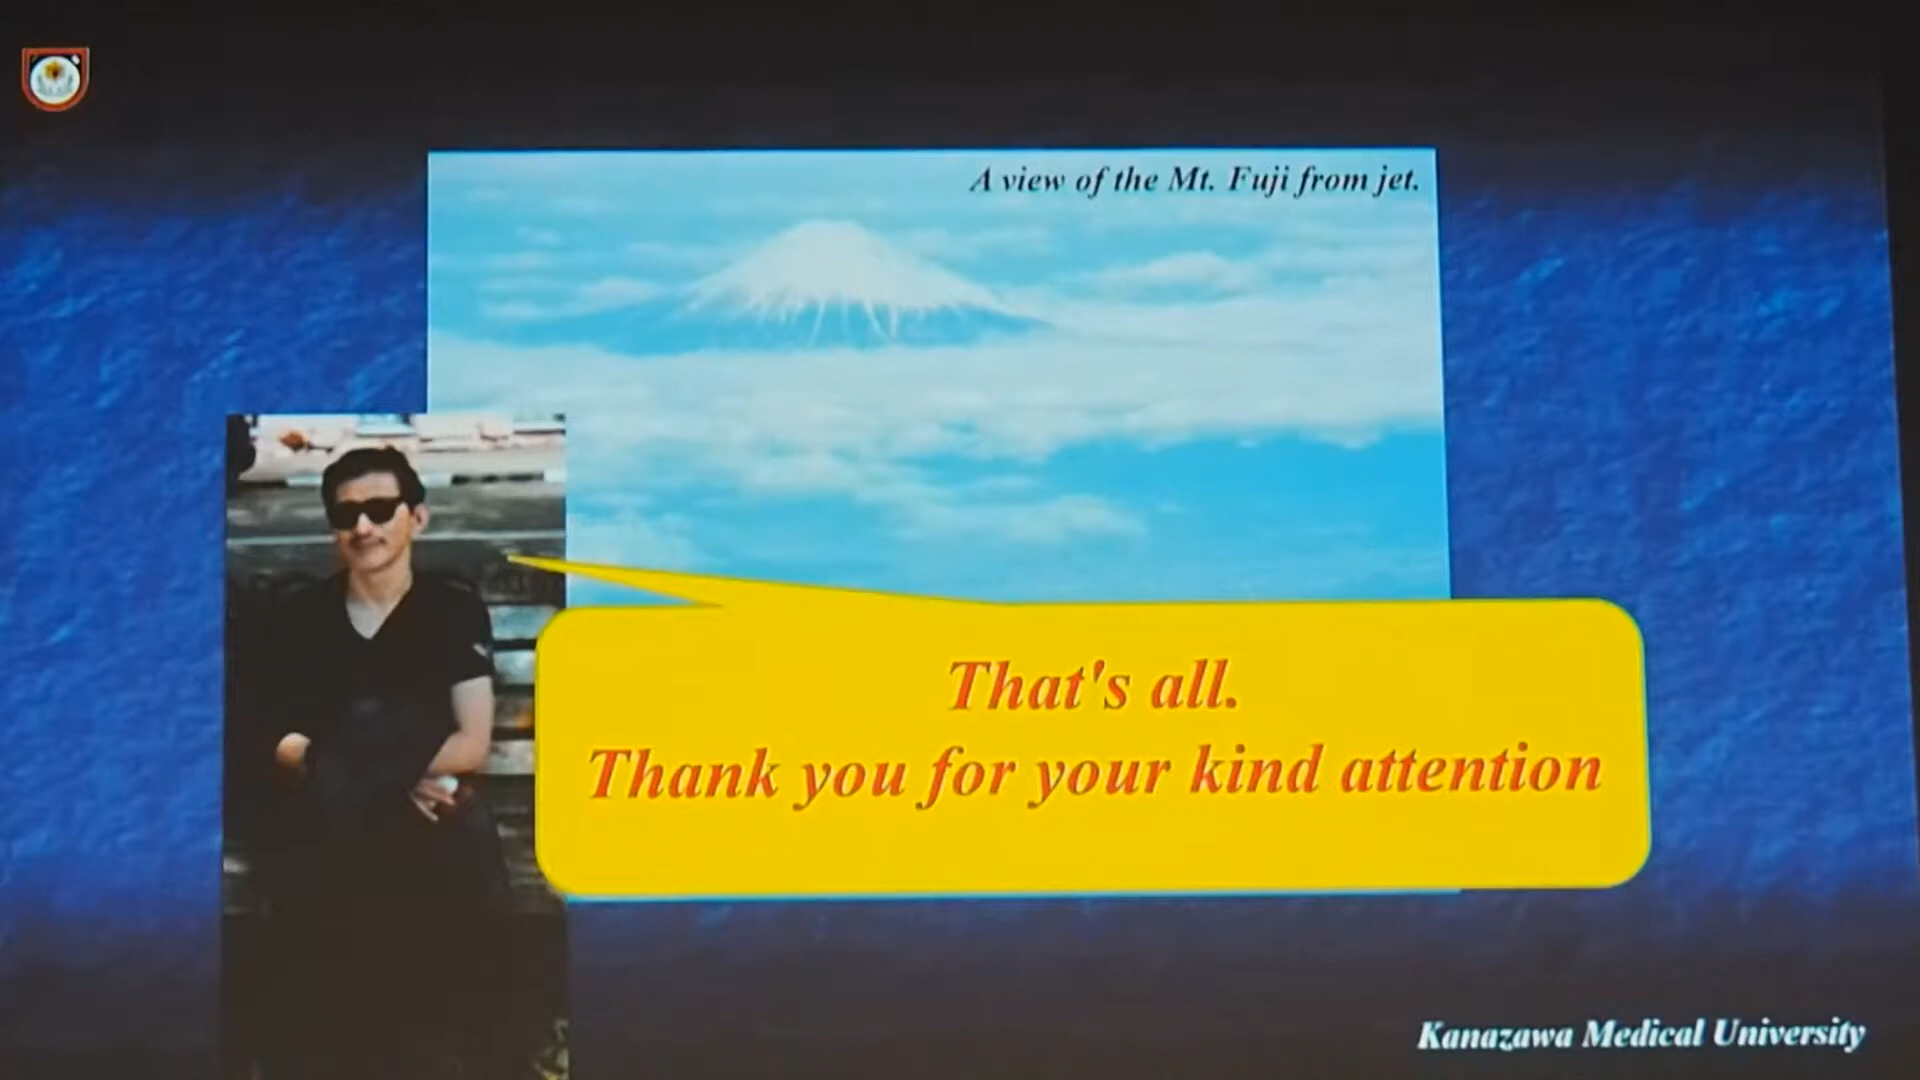 A view of the Mt. Fuji from jet.
That's all.
Thank you for your kind attention
Kanazawa Medical University